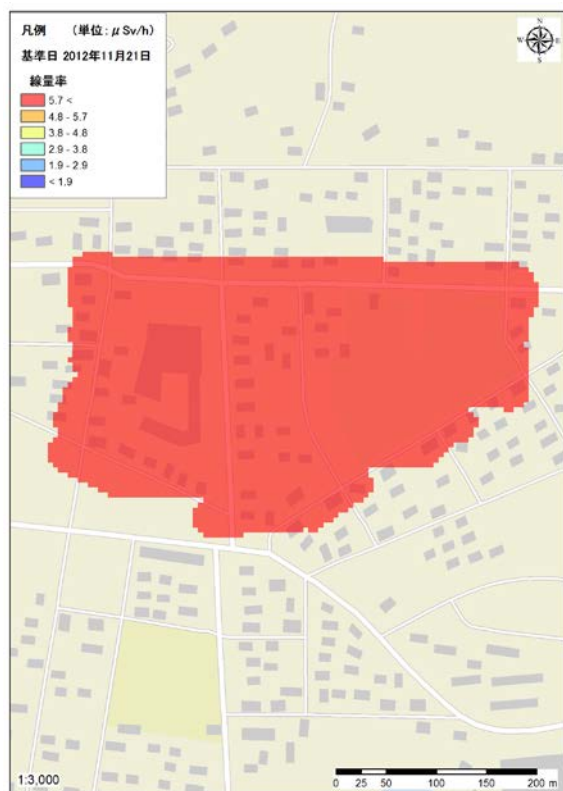 凡例　(単位: μSv/h)
基準日 2012年11月21日
線量率
5.7 <
4.8 - 5.7
3.8 - 4.8
2.9 - 3.8
1.9 - 2.9
< 1.9
N
W E
S
1:3,000
0 25 50 100 150 200 m